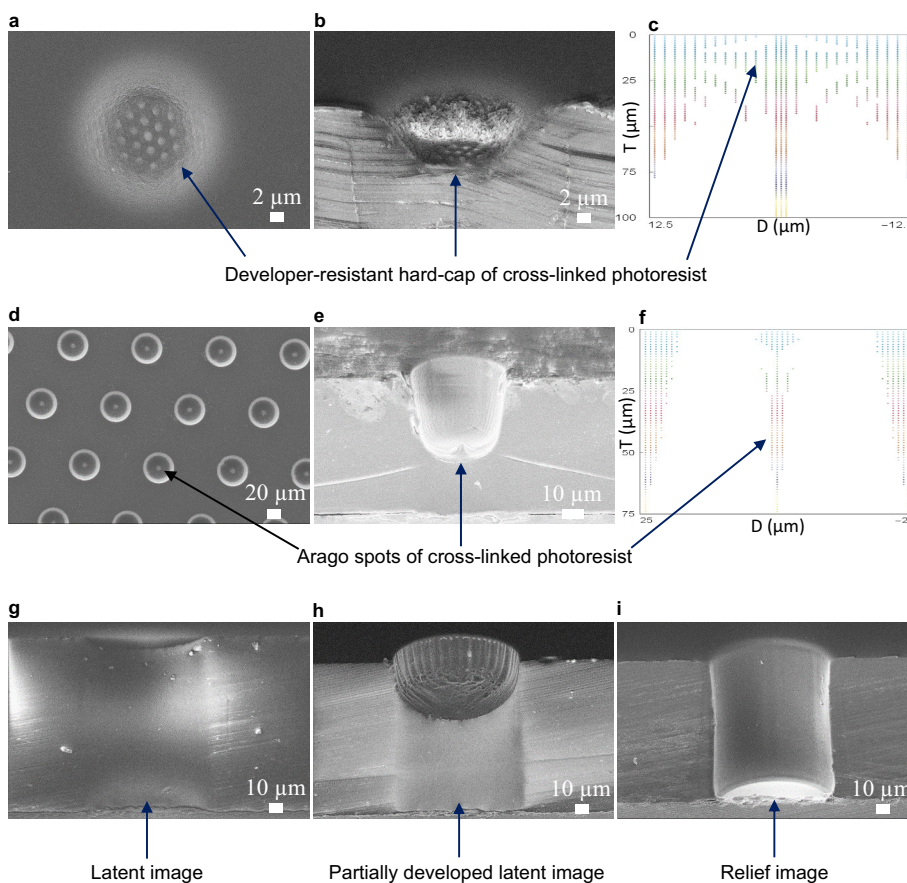 a
b
c
2 µm
2 µm
T (µm)
0
25
50
75
100
12.5
D (µm)
-12.
Developer-resistant hard-cap of cross-linked photoresist
d
e
f
20 µm
10 µm
T (µm)
0
25
50
75
25
D (µm)
-2
Arago spots of cross-linked photoresist
g
h
i
10 µm
10 µm
10 µm
Latent image
Partially developed latent image
Relief image